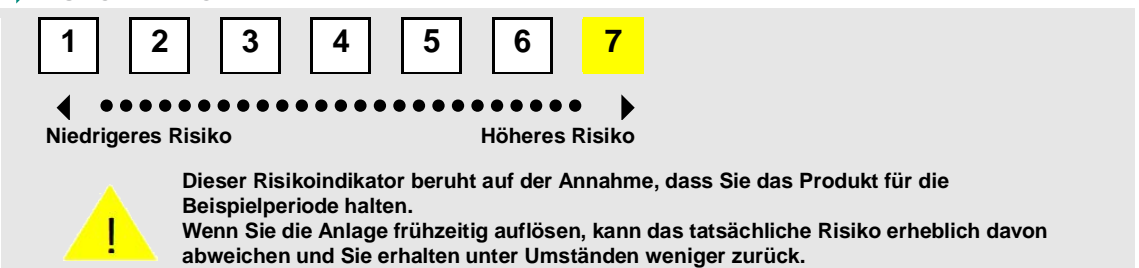 1 2 3 4 5 6 7
Niedrigeres Risiko Höheres Risiko
Dieser Risikoindikator beruht auf der Annahme, dass Sie das Produkt für die
Beispielperiode halten.
! Wenn Sie die Anlage frühzeitig auflösen, kann das tatsächliche Risiko erheblich davon
abweichen und Sie erhalten unter Umständen weniger zurück.